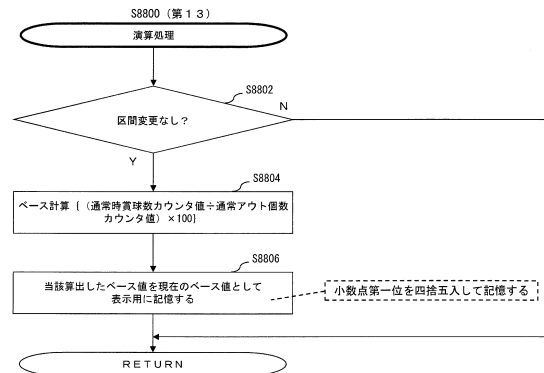 S8800（第１３）
演算処理
S8802
N
区間変更なし？
Y
S8804
ベース計算｛（通常時賞球数カウンタ値÷通常アウト個数
カウンタ値）×100｝
S8806
当該算出したベース値を現在のベース値として
表示用に記憶する
小数点第一位を四捨五入して記憶する
ＲＥＴＵＲＮ